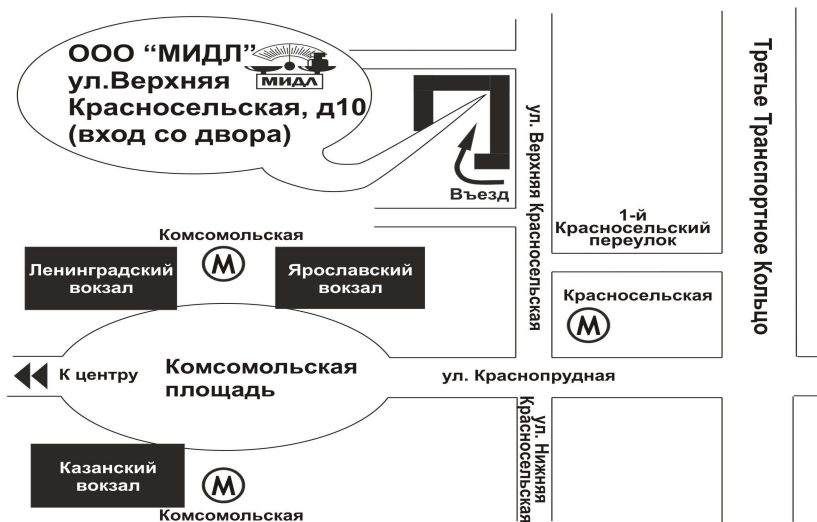 ООО “МИДЛ”
МИДЛ
ул.Верхняя
Красносельская, д10
(вход со двора)
Въезд
ул. Верхняя Красносельская
Третье Транспортное Кольцо
1-й
Красносельский
переулок
Комсомольская
М
Ленинградский
вокзал
Ярославский
вокзал
Красносельская
М
К центру
Комсомольская
площадь
ул. Краснопрудная
ул. Нижняя
Красносельская
Казанский
вокзал
М
Комсомольская